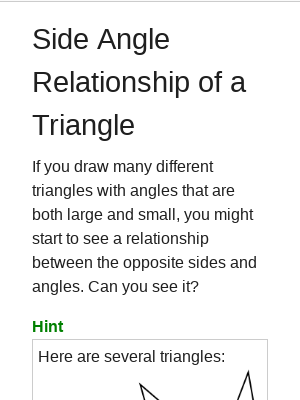 Side Angle
Relationship of a
Triangle
If you draw many different
triangles with angles that are
both large and small, you might
start to see a relationship
between the opposite sides and
angles. Can you see it?
Hint
Here are several triangles: